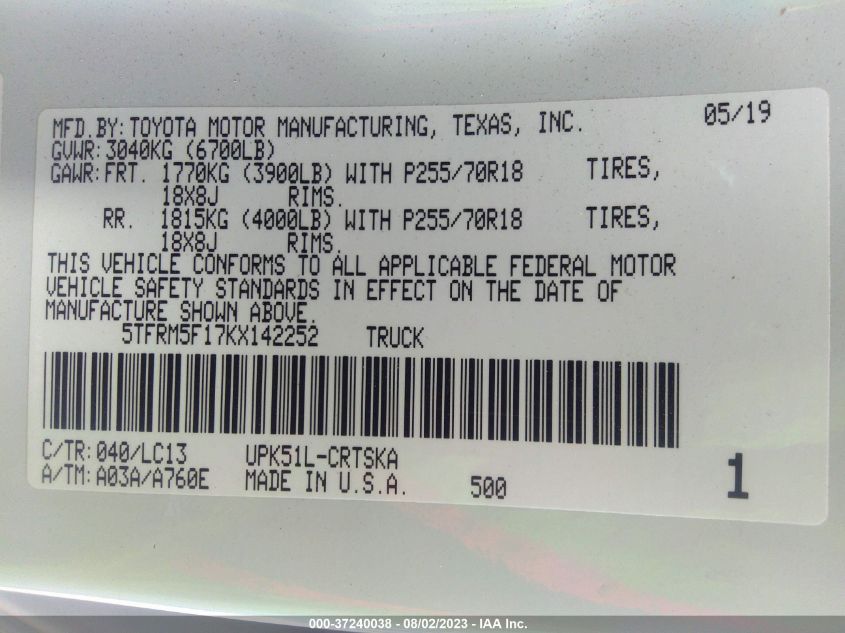 MFD.BY:TOYOTA MOTOR MANUFACTURING, TEXAS, INC. 05/19
GVWR:3040KG (6700LB)
GAWR:FRT. 1770KG (3900LB) WITH P255/70R18 TIRES,
18X8J RIMS.
RR. 1815KG (4000LB) WITH P255/70R18 TIRES,
18X8J RIMS.
THIS VEHICLE CONFORMS TO ALL APPLICABLE FEDERAL MOTOR
VEHICLE SAFETY STANDARDS IN EFFECT ON THE DATE OF
MANUFACTURE SHOWN ABOVE.
5TFRM5F17KX142252 TRUCK
C/TR:040/LC13 UPK51L-CRTSKA
A/TM:A03A/A760E MADE IN U.S.A. 500 1
000-37240038 - 08/02/2023 - IAA Inc.